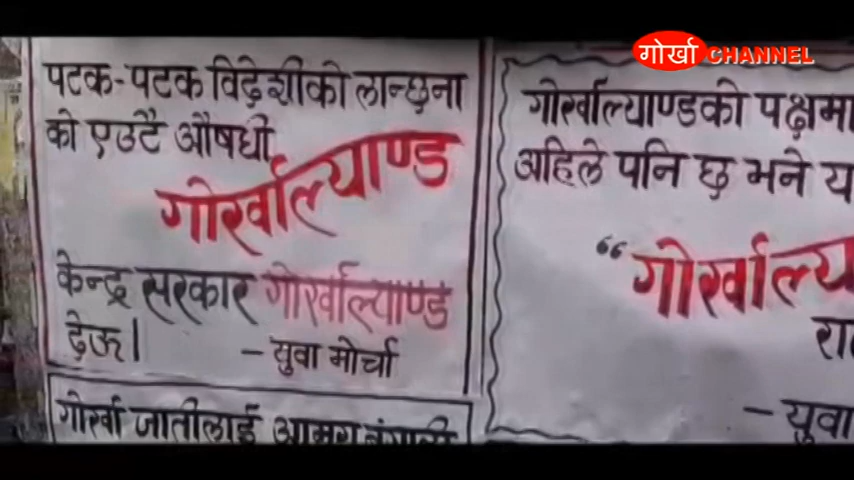 गोर्खा CHANNEL
पटक-पटक विदेशीको लान्छना
को एउटै औषधी
गोर्खाल्याण्ड
केन्द्र सरकार गोर्खाल्याण्ड
देऊ।
- युवा मोर्चा
गोर्खा जातीलाई
गोर्खाल्याण्डको पक्षमा
अहिले पनि छ भने य
“गोर्खाल्या
रा
- युवा